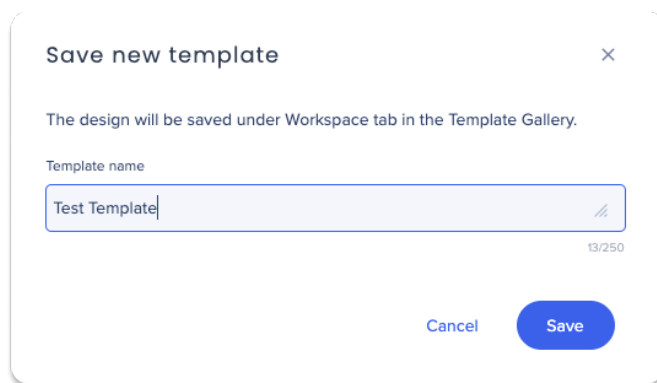 Save new template
The design will be saved under Workspace tab in the Template Gallery.
Template name
Test Template
13/250
Cancel Save